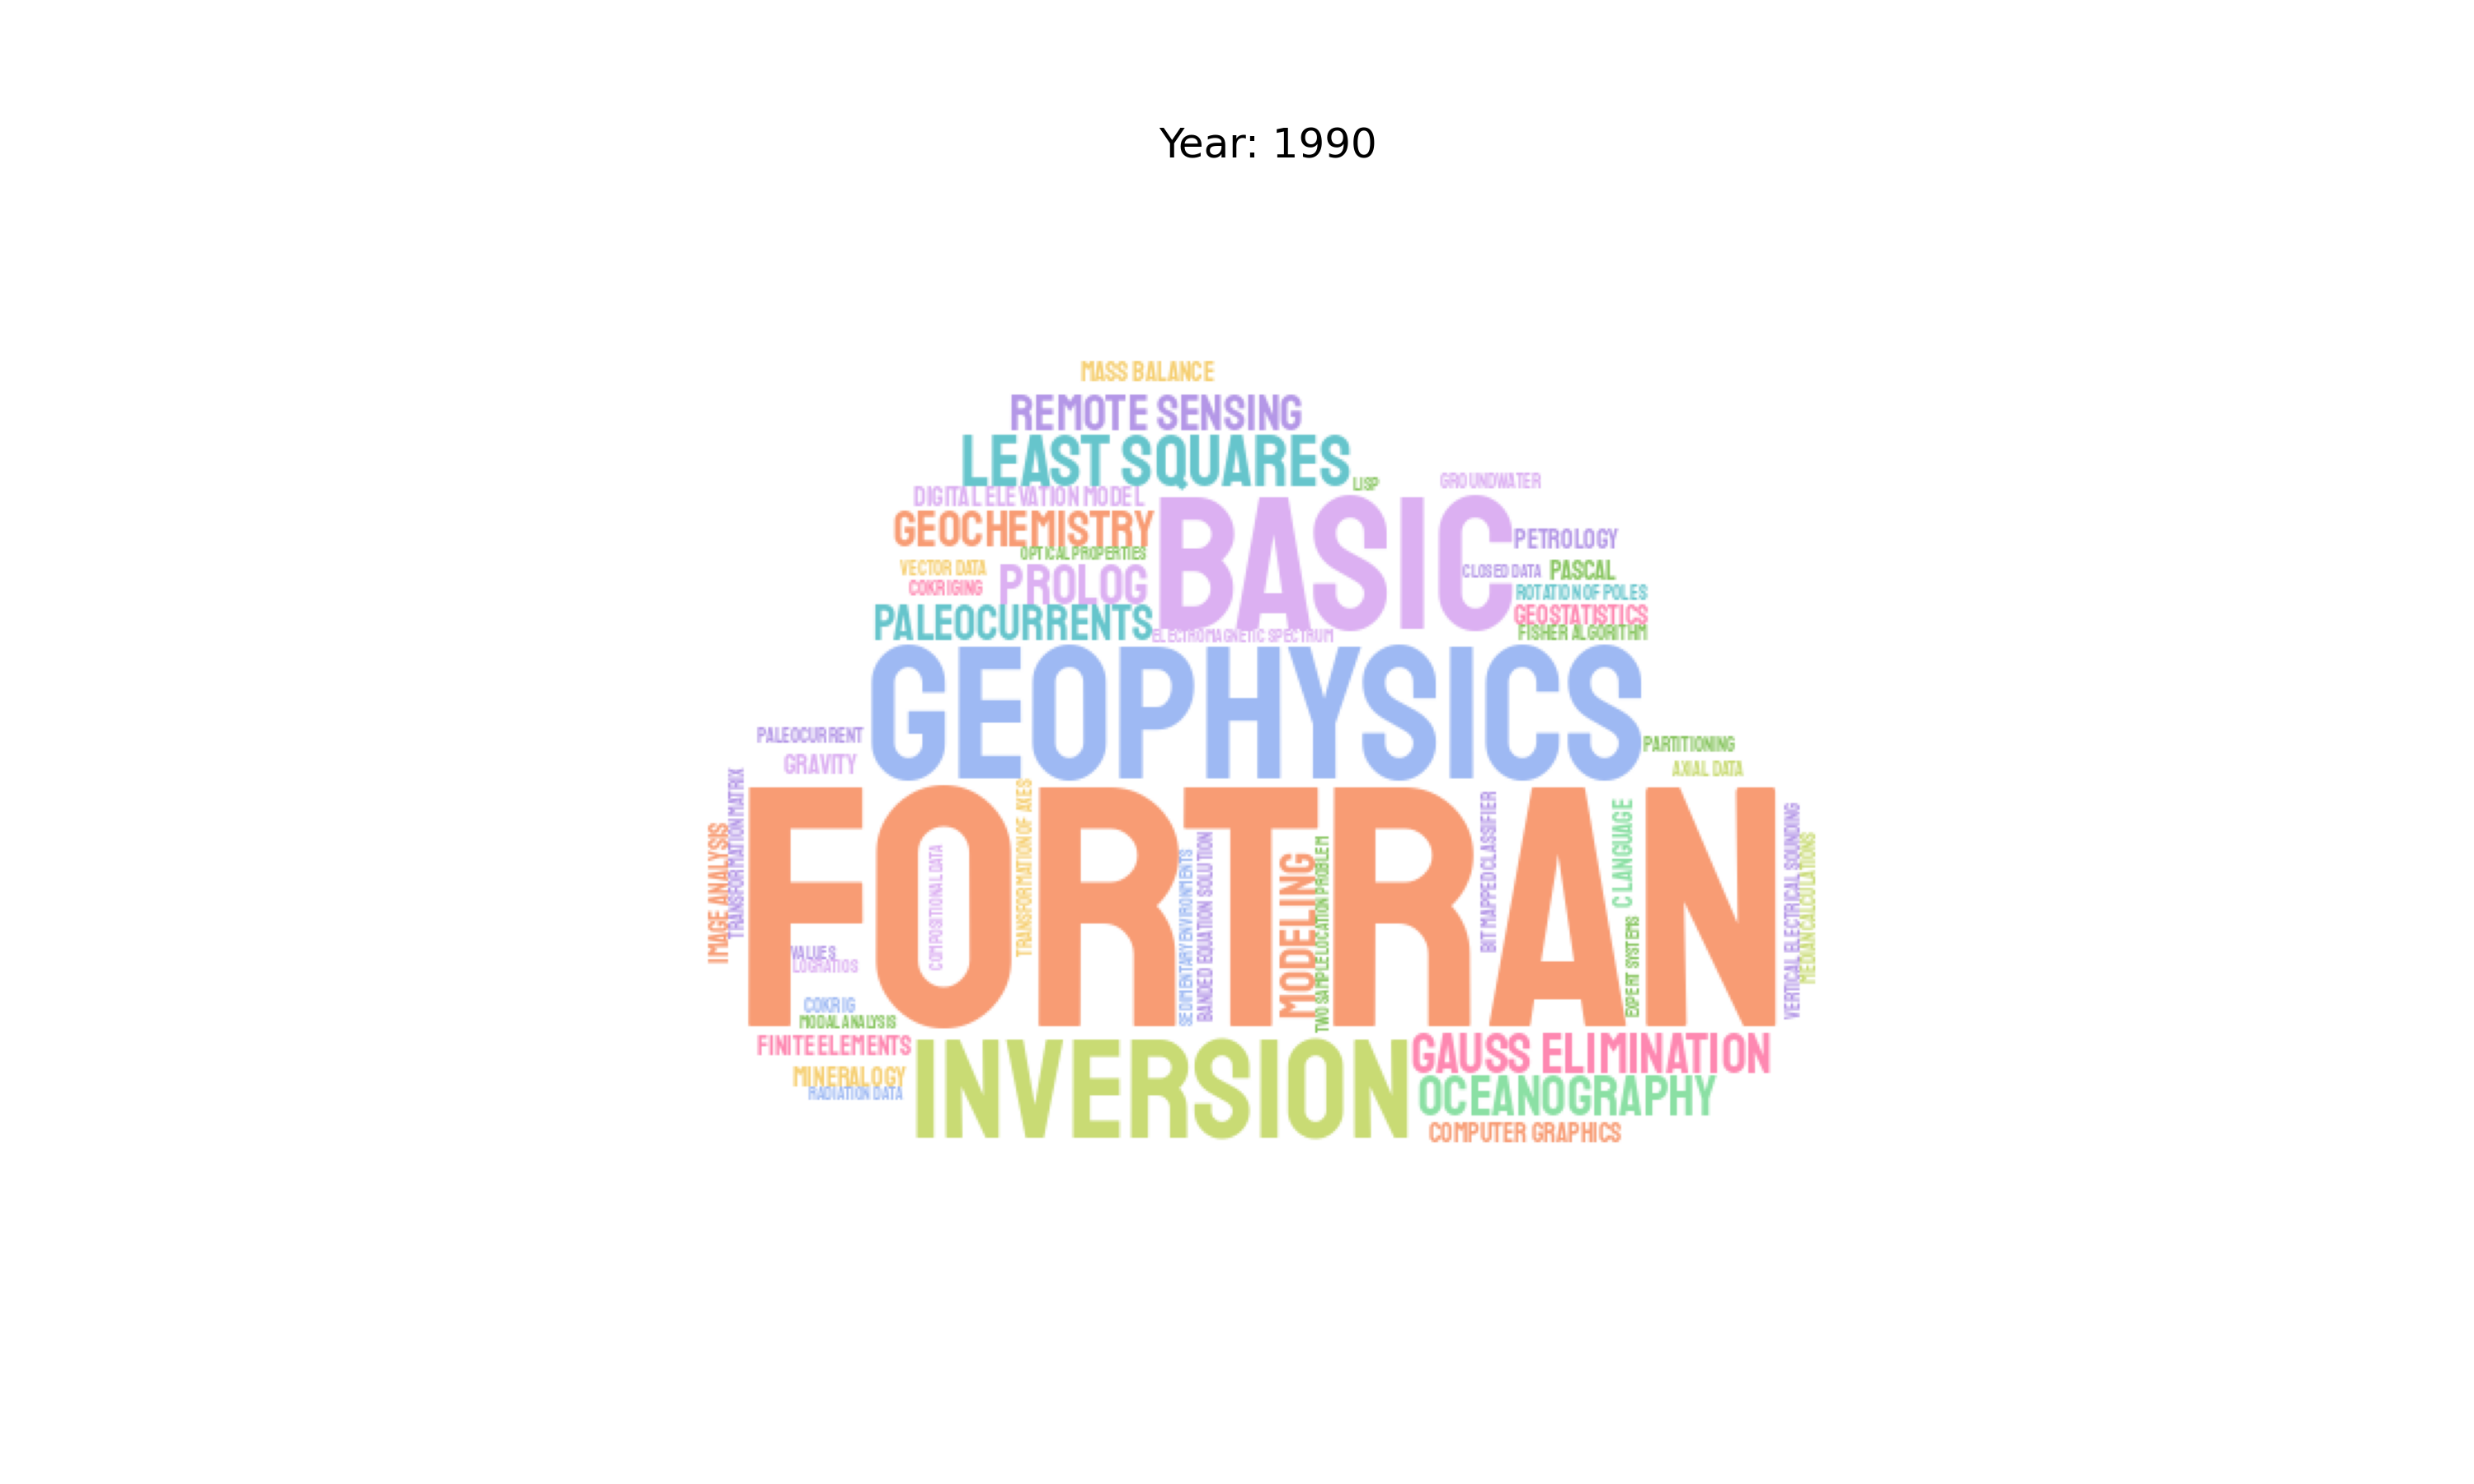 Year: 1990
MASS BALANCE
REMOTE SENSING
LEAST SQUARES
LISP
GROUNDWATER
DIGITAL ELEVATION MODEL
BASIC
GEOCHEMISTRY
PETROLOGY
OPTICAL PROPERTIES
VECTOR DATA
PROLOG
CLOSED DATA
PASCAL
COKRIGING
ROTATION OF POLES
PALEOCURRENTS
GEOSTATISTICS
ELECTROMAGNETIC SPECTRUM
FISHER ALGORITHM
GEOPHYSICS
PALEOCURRENT
PARTITIONING
GRAVITY
AXIAL DATA
IMAGE ANALYSIS
TRANSFORMATION MATRIX
FORTRAN
COMPOSITIONAL DATA
TRANSFORMATION OF AXES
SEDIMENTARY ENVIRONMENTS
BANDED EQUATION SOLUTION
MODELING
TWO SAMPLE LOCATION PROBLEM
BIT MAPPED CLASSIFIER
C LANGUAGE
EXPERT SYSTEMS
VERTICAL ELECTRICAL SOUNDING
MEDIAN CALCULATIONS
VALUES
LOGRATIOS
COKRIG
MODAL ANALYSIS
FINITE ELEMENTS
INVERSION
GAUSS ELIMINATION
MINERALOGY
OCEANOGRAPHY
RADIATION DATA
COMPUTER GRAPHICS